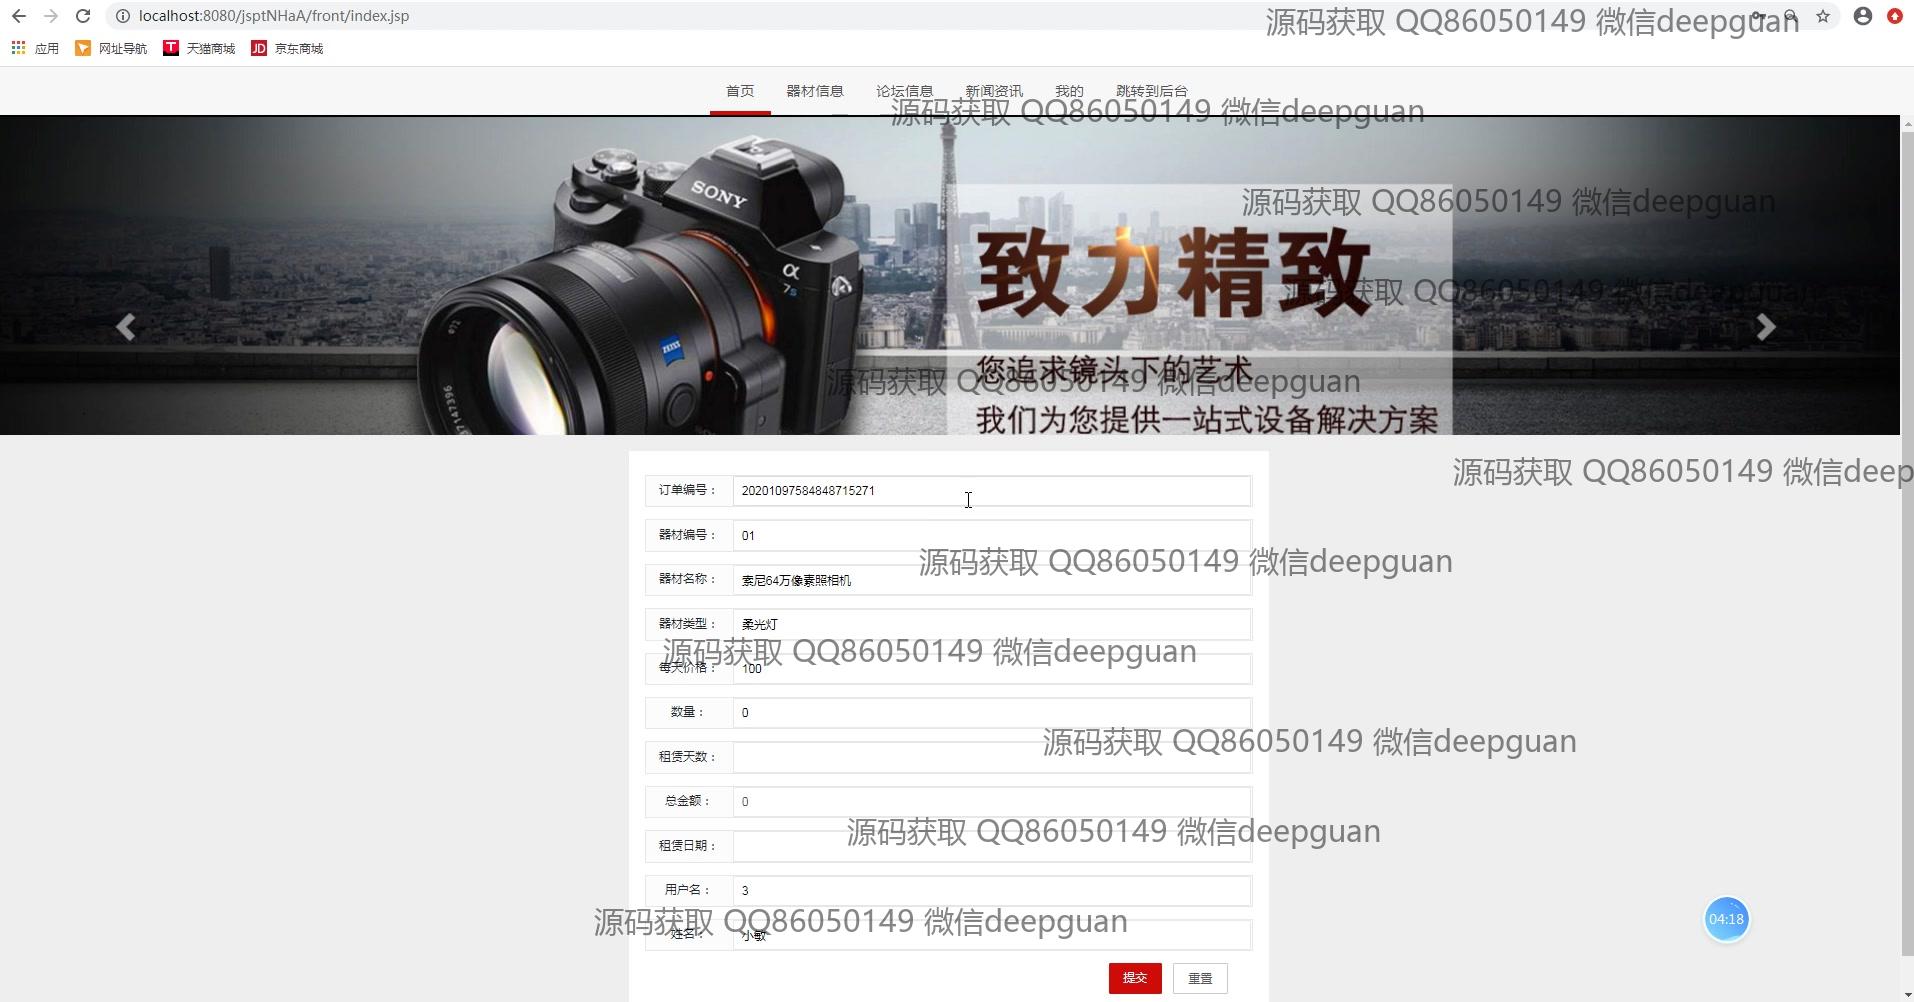 localhost:8080/jsptNHaA/front/index.jsp
源码获取 QQ86050149 微信deepguan
应用 网址导航 天猫商城 JD 京东商城
首页 器材信息 论坛信息 新闻资讯 我的 跳转到后台
源码获取 QQ86050149 微信deepguan
SONY
源码获取 QQ86050149 微信deepguan
致力精致
α
7s
源码获取 QQ86050149 微信deepguan
ZEISS
您追求镜头下的艺术
源码获取 QQ86050149 微信deepguan
我们为您提供一站式设备解决方案
源码获取 QQ86050149 微信deep
订单编号: 20201097584848715271
器材编号: 01
源码获取 QQ86050149 微信deepguan
器材名称: 索尼64万像素照相机
器材类型: 柔光灯
源码获取 QQ86050149 微信deepguan
每天价格: 100
数量: 0
源码获取 QQ86050149 微信deepguan
租赁天数:
总金额: 0
源码获取 QQ86050149 微信deepguan
租赁日期:
用户名: 3
源码获取 QQ86050149 微信deepguan
04:18
姓名: 小敏
提交 重置